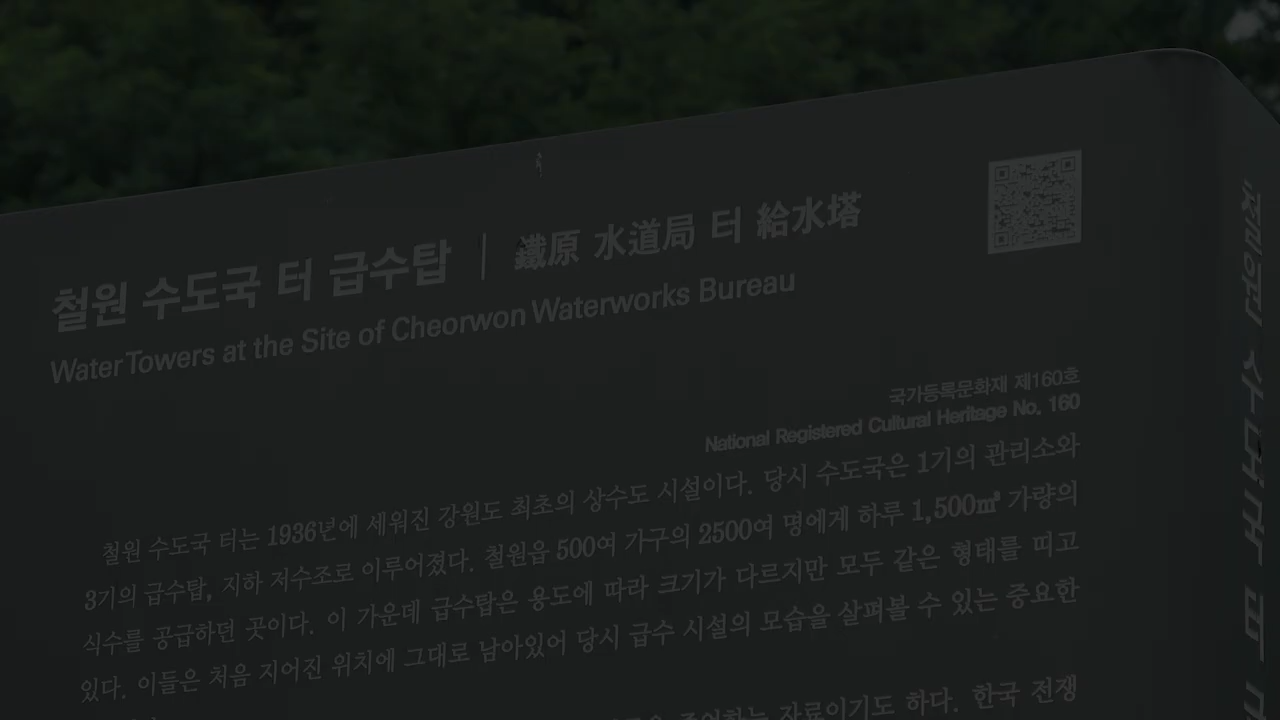 철원 수도국 터 급수탑 | 鐵原 水道局 터 給水塔
Water Towers at the Site of Cheorwon Waterworks Bureau
국가등록문화재 제160호
National Registered Cultural Heritage No. 160
철원 수도국 터는 1936년에 세워진 강원도 최초의 상수도 시설이다. 당시 수도국은 1기의 관리소와
3기의 급수탑, 지하 저수조로 이루어졌다. 철원읍 500여 가구의 2500여 명에게 하루 1,500㎥ 가량의
식수를 공급하던 곳이다. 이 가운데 급수탑은 용도에 따라 크기가 다르지만 모두 같은 형태를 띠고
있다. 이들은 처음 지어진 위치에 그대로 남아있어 당시 급수 시설의 모습을 살펴볼 수 있는 중요한
자료이기도 하다. 한국 전쟁
철원 수도국 터